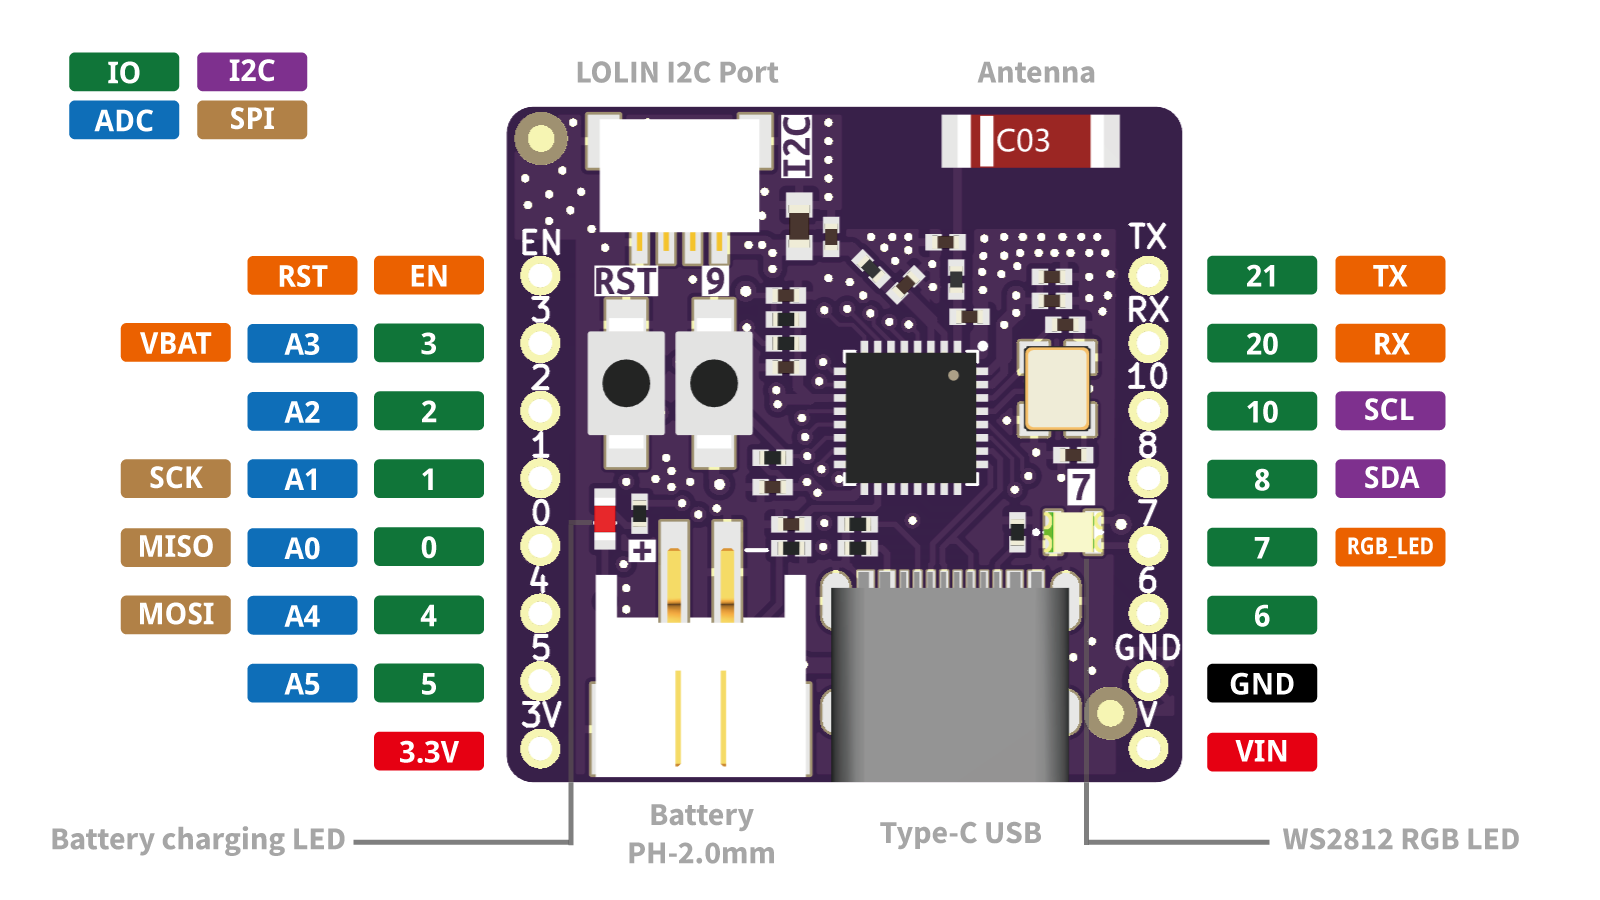 IO I2C
ADC SPI
LOLIN I2C Port
Antenna
I2C
C03
EN
RST 9
TX
RST EN
21 TX
3
RX
VBAT A3 3
20 RX
2
10
A2 2
10 SCL
1
8
SCK A1 1
8 SDA
7
0
7
MISO A0 0
7 RGB_LED
+ −
4
6
MOSI A4 4
6
5
GND
A5 5
GND
3V
V
3.3V
VIN
Battery charging LED
Battery
PH-2.0mm
Type-C USB
WS2812 RGB LED